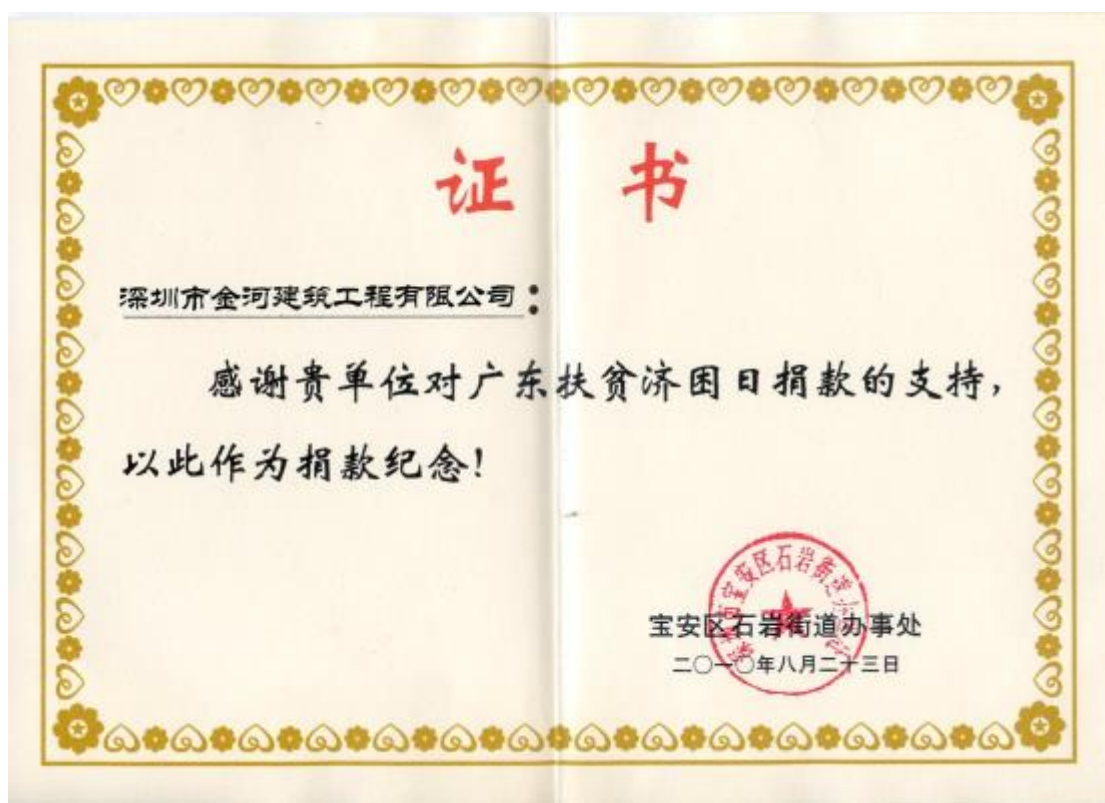 证 书
深圳市金河建筑工程有限公司：
感谢贵单位对广东扶贫济困日捐款的支持，
以此作为捐款纪念！
宝安区石岩街道办事处
二〇一〇年八月二十三日